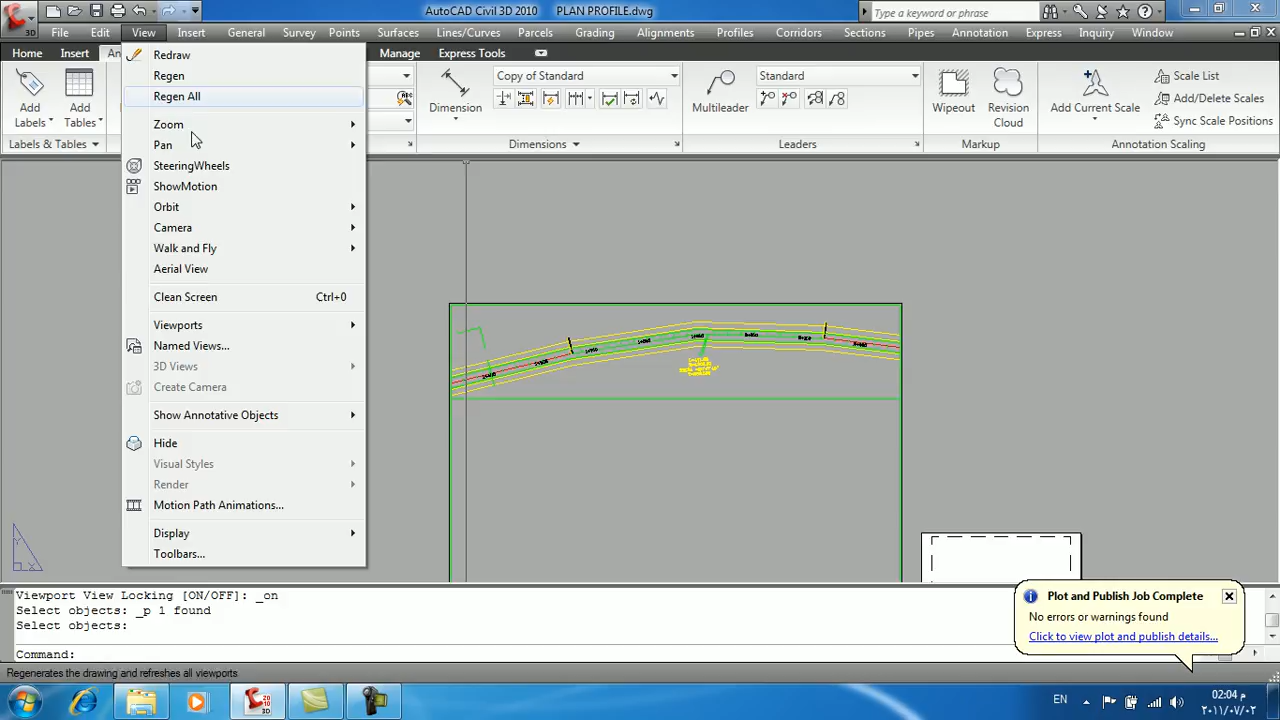 AutoCAD Civil 3D 2010 PLAN PROFILE.dwg
Type a keyword or phrase
File Edit View Insert General Survey Points Surfaces Lines/Curves Parcels Grading Alignments Profiles Corridors Sections Pipes Annotation Inquiry Window
Home Insert An Manage Express Tools
Redraw
Regen
Regen All
Zoom
Pan
SteeringWheels
ShowMotion
Orbit
Camera
Walk and Fly
Aerial View
Clean Screen Ctrl+0
Viewports
Named Views...
3D Views
Create Camera
Show Annotative Objects
Hide
Visual Styles
Render
Motion Path Animations...
Display
Toolbars...
Add Labels
Add Tables
Labels & Tables
Dimension
Copy of Standard
Dimensions
Multileader
Standard
Leaders
Wipeout
Revision Cloud
Markup
Add Current Scale
Scale List
Add/Delete Scales
Sync Scale Positions
Annotation Scaling
Viewport View Locking [ON/OFF]: _on
Select objects: _p 1 found
Select objects:
Command:
Regenerates the drawing and refreshes all viewports
Plot and Publish Job Complete
No errors or warnings found
Click to view plot and publish details...
EN
02:04 م
٢٠١١/٠٧/٠٢